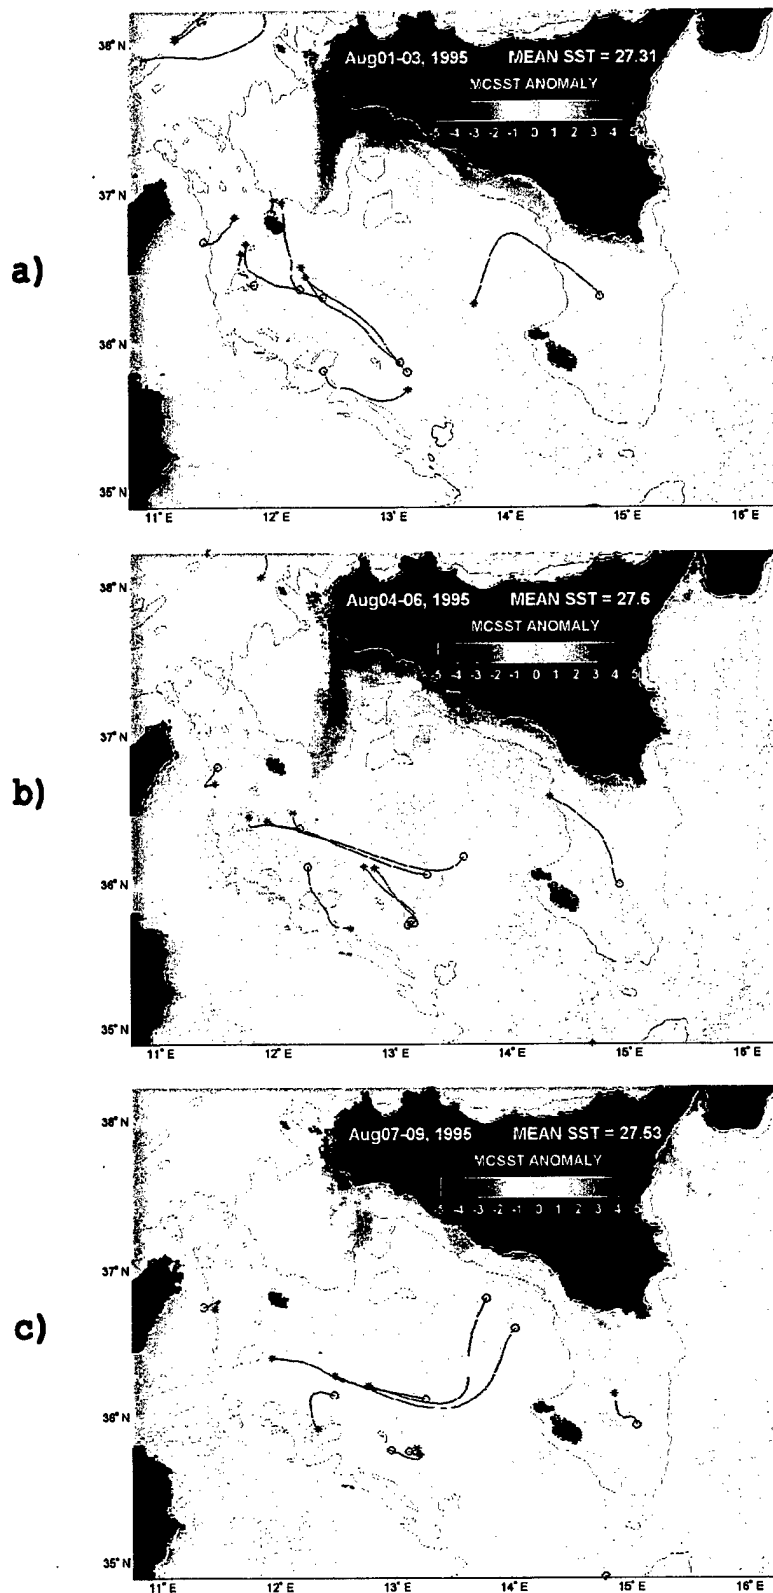 a)
38° N
37° N
36° N
35° N
Aug01-03, 1995 MEAN SST = 27.31
MCSST ANOMALY
-5 -4 -3 -2 -1 0 1 2 3 4 5
11° E 12° E 13° E 14° E 15° E 16° E
b)
38° N
37° N
36° N
35° N
Aug04-06, 1995 MEAN SST = 27.6
MCSST ANOMALY
-5 -4 -3 -2 -1 0 1 2 3 4 5
11° E 12° E 13° E 14° E 15° E 16° E
c)
38° N
37° N
36° N
35° N
Aug07-09, 1995 MEAN SST = 27.53
MCSST ANOMALY
-5 -4 -3 -2 -1 0 1 2 3 4 5
11° E 12° E 13° E 14° E 15° E 16° E